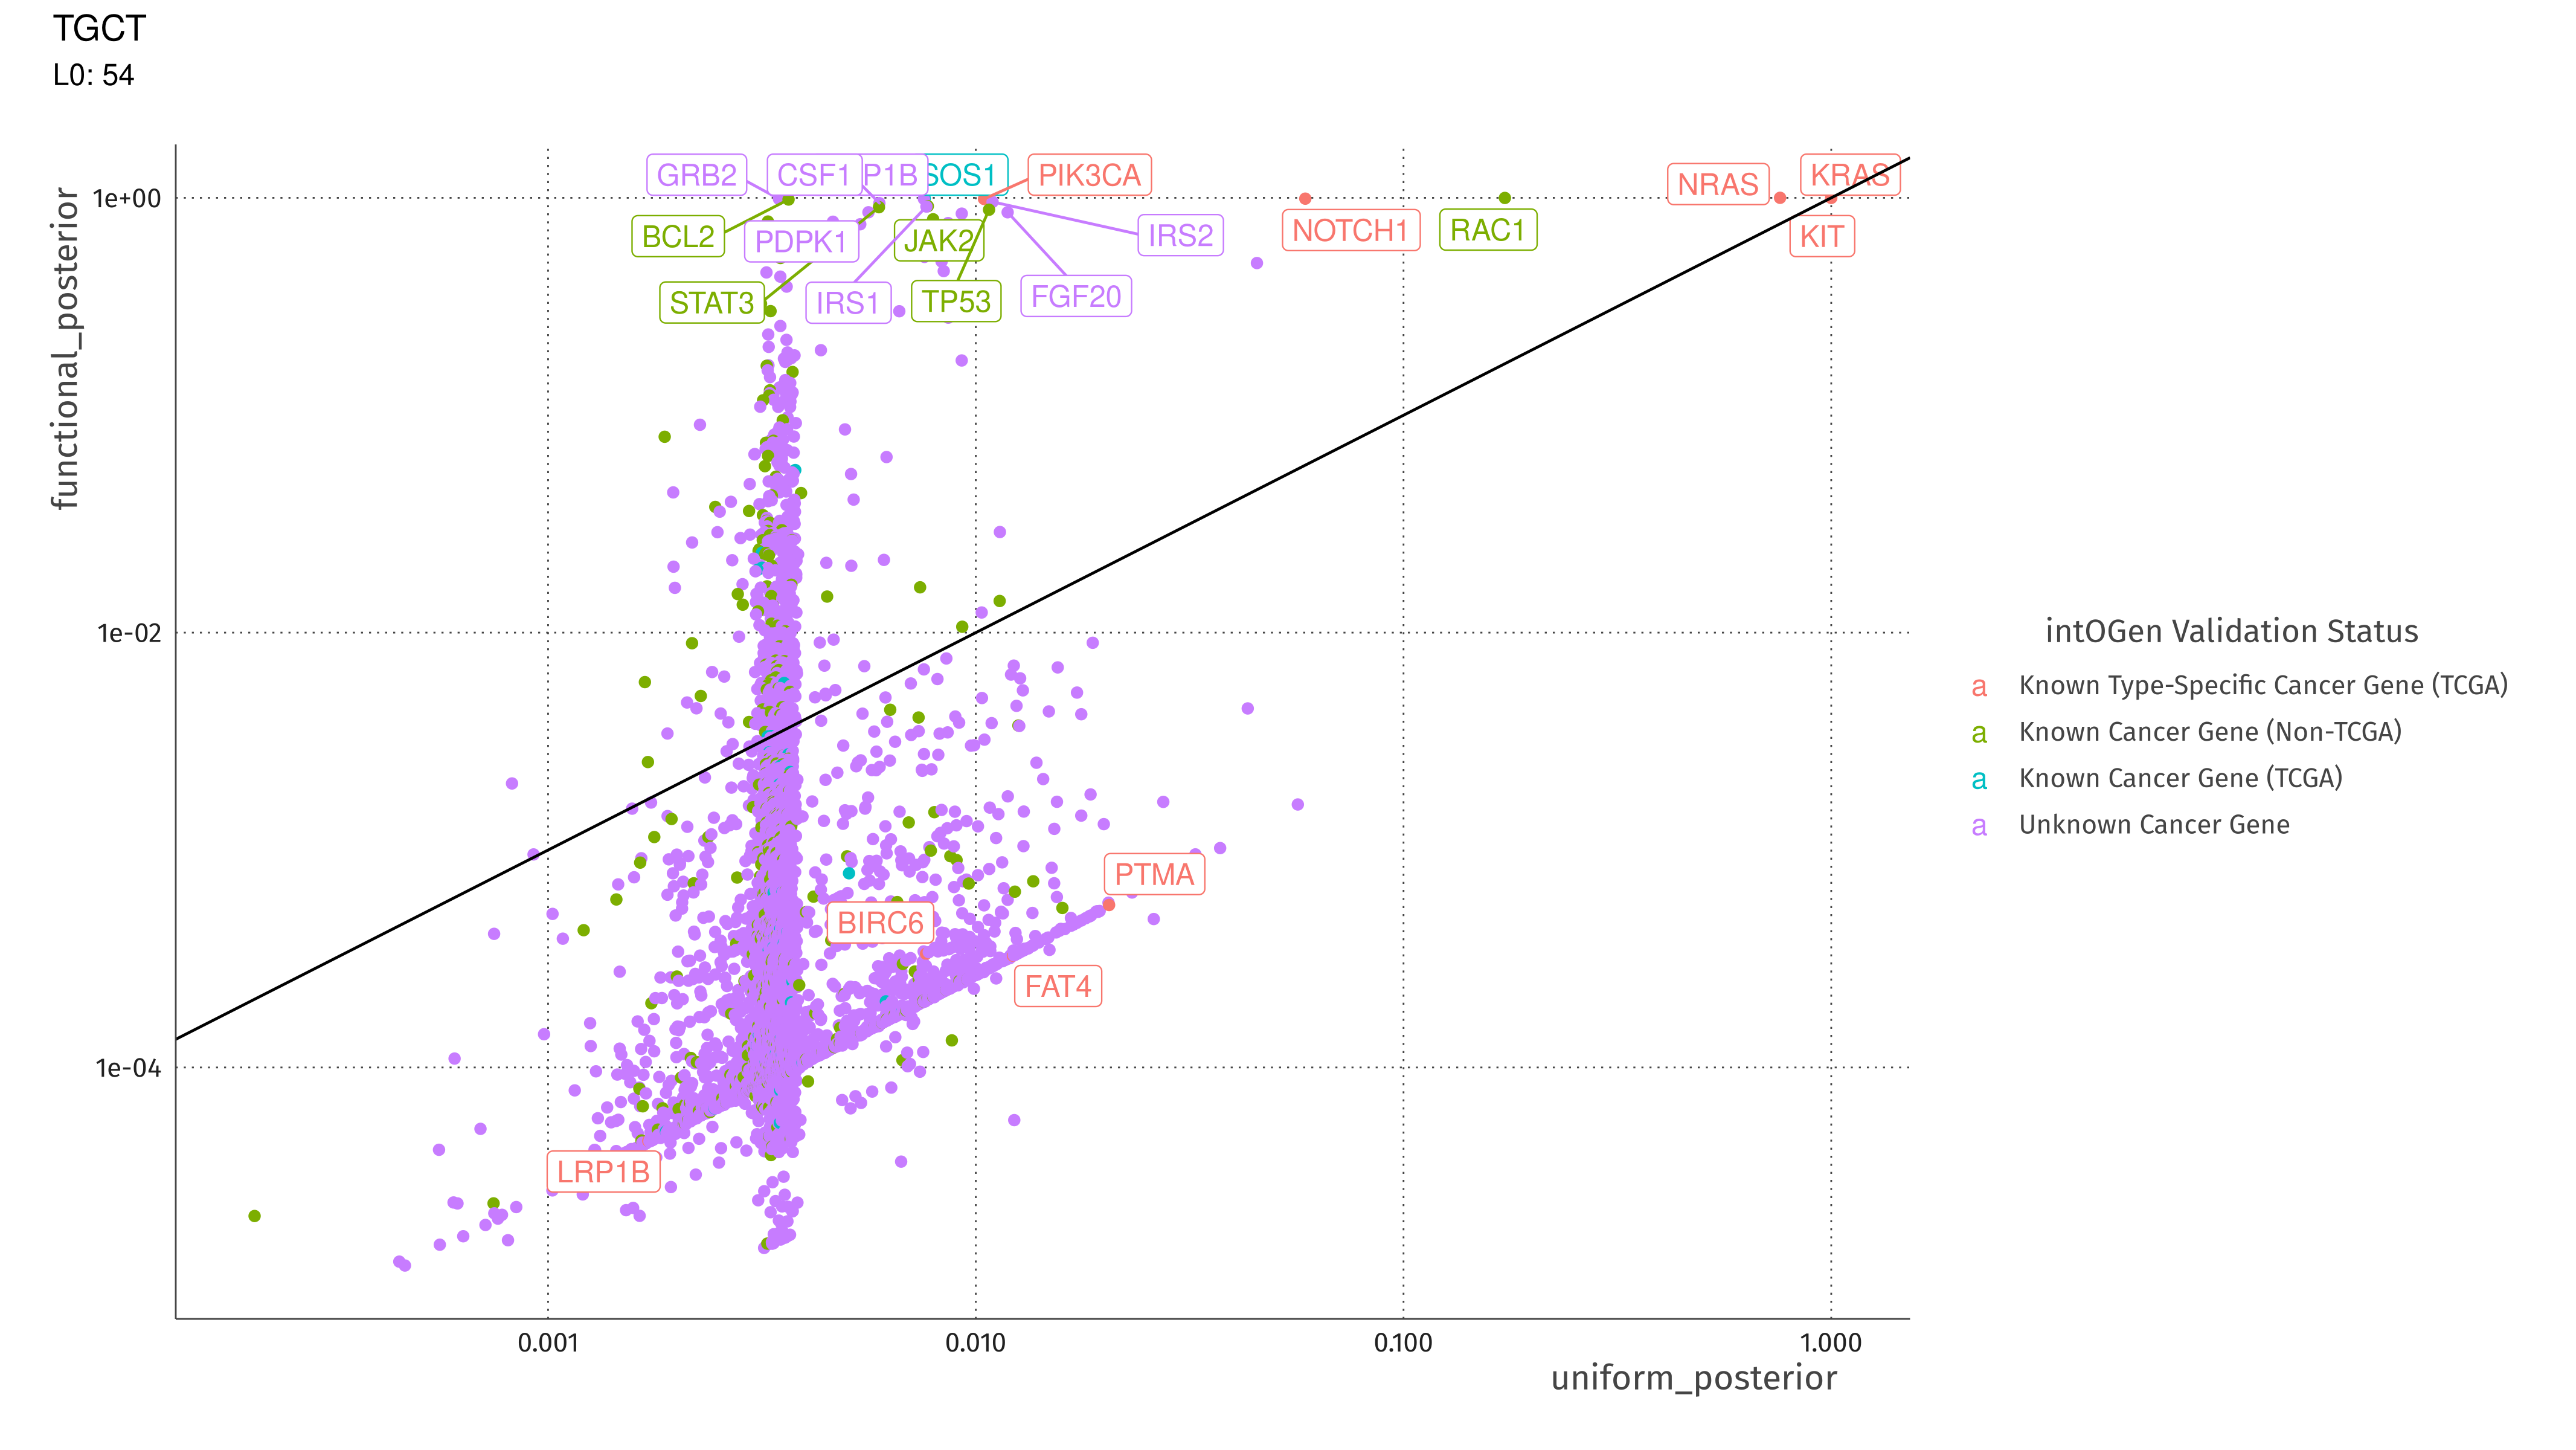 TGCT
L0: 54
GRB2
CSF1
P1B
SOS1
PIK3CA
NRAS
KRAS
BCL2
PDPK1
JAK2
IRS2
NOTCH1
RAC1
KIT
STAT3
IRS1
TP53
FGF20
PTMA
BIRC6
FAT4
LRP1B
functional_posterior
1e+00
1e-02
1e-04
0.001
0.010
0.100
1.000
uniform_posterior
intOGen Validation Status
a Known Type-Specific Cancer Gene (TCGA)
a Known Cancer Gene (Non-TCGA)
a Known Cancer Gene (TCGA)
a Unknown Cancer Gene